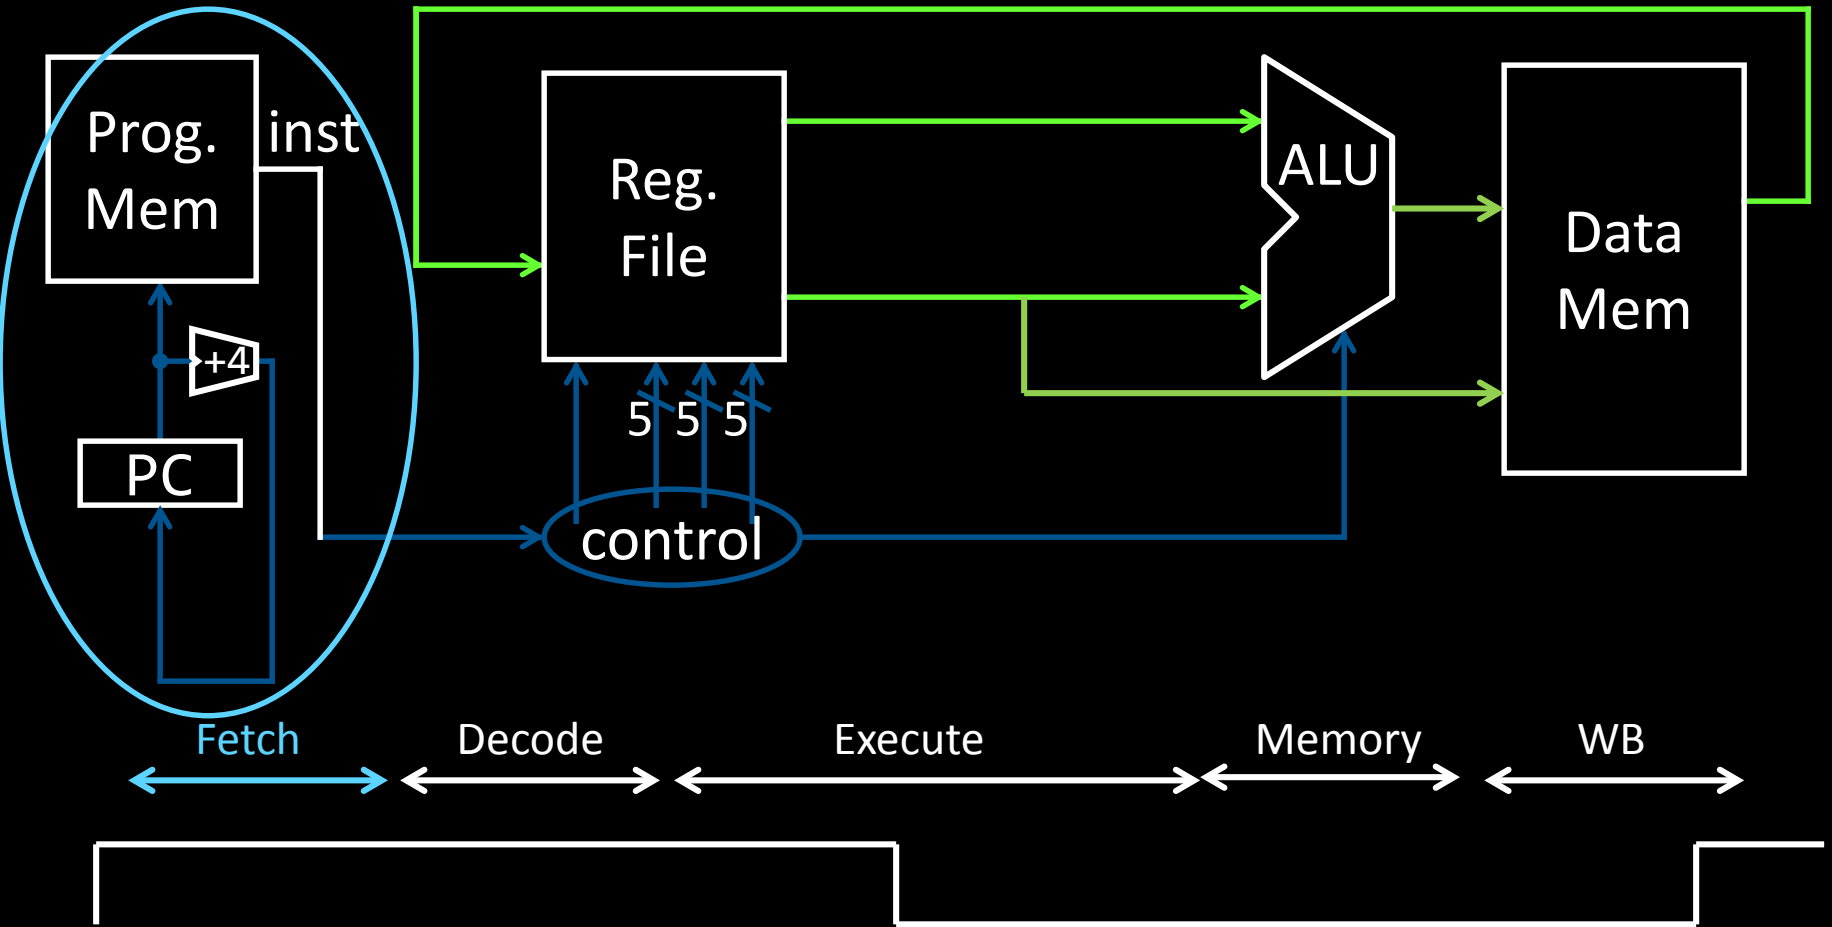 Prog.
Mem
inst
Reg.
File
ALU
Data
Mem
+4
PC
5 5 5
control
Fetch Decode Execute Memory WB